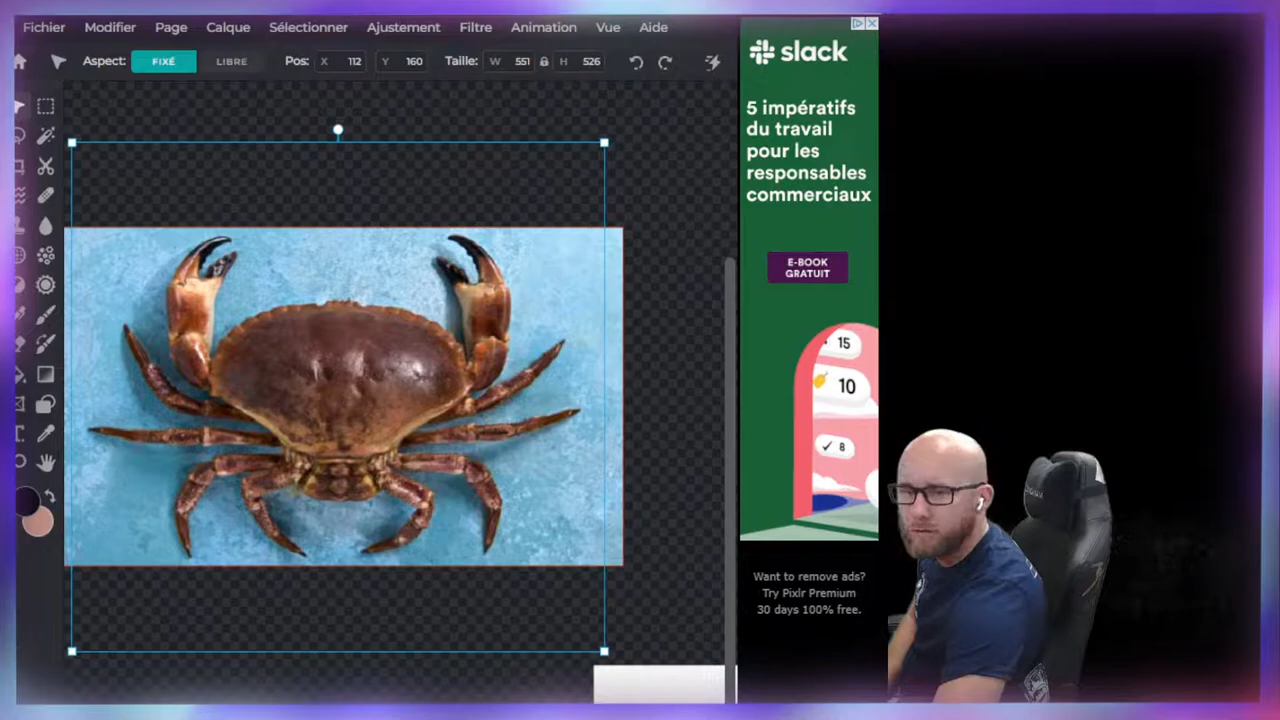 Fichier Modifier Page Calque Sélectionner Ajustement Filtre Animation Vue Aide
Aspect: FIXÉ LIBRE Pos: X 112 Y 160 Taille: W 551 H 526
slack
5 impératifs
du travail
pour les
responsables
commerciaux
E-BOOK
GRATUIT
15
10
✓ 8
Want to remove ads?
Try Pixlr Premium
30 days 100% free.